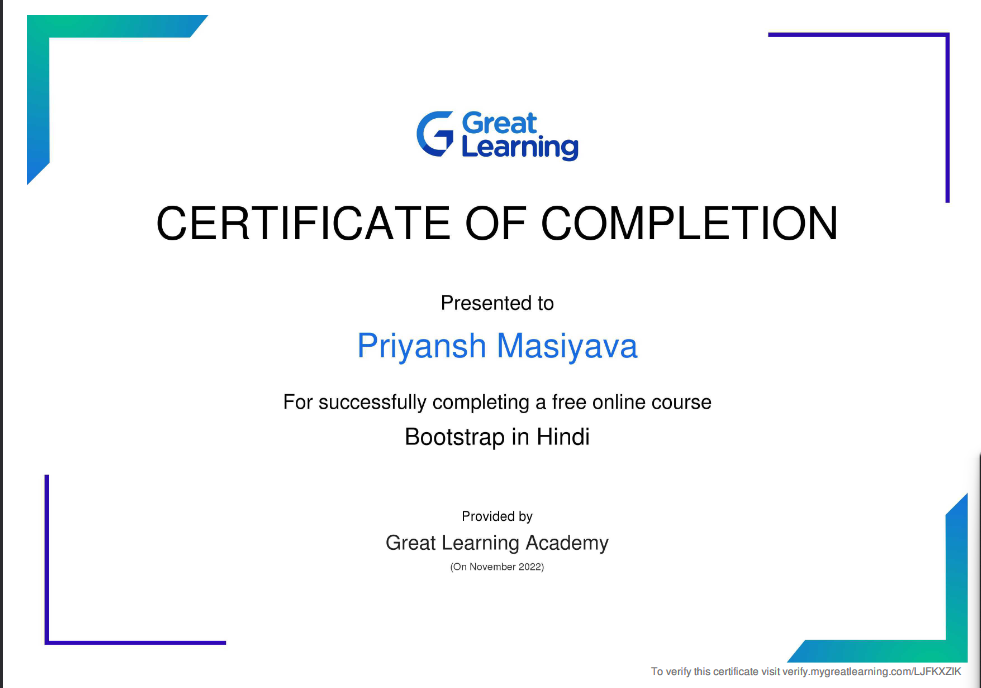 Great
Learning
CERTIFICATE OF COMPLETION
Presented to
Priyansh Masiyava
For successfully completing a free online course
Bootstrap in Hindi
Provided by
Great Learning Academy
(On November 2022)
To verify this certificate visit verify.mygreatlearning.com/LJFKXZIK